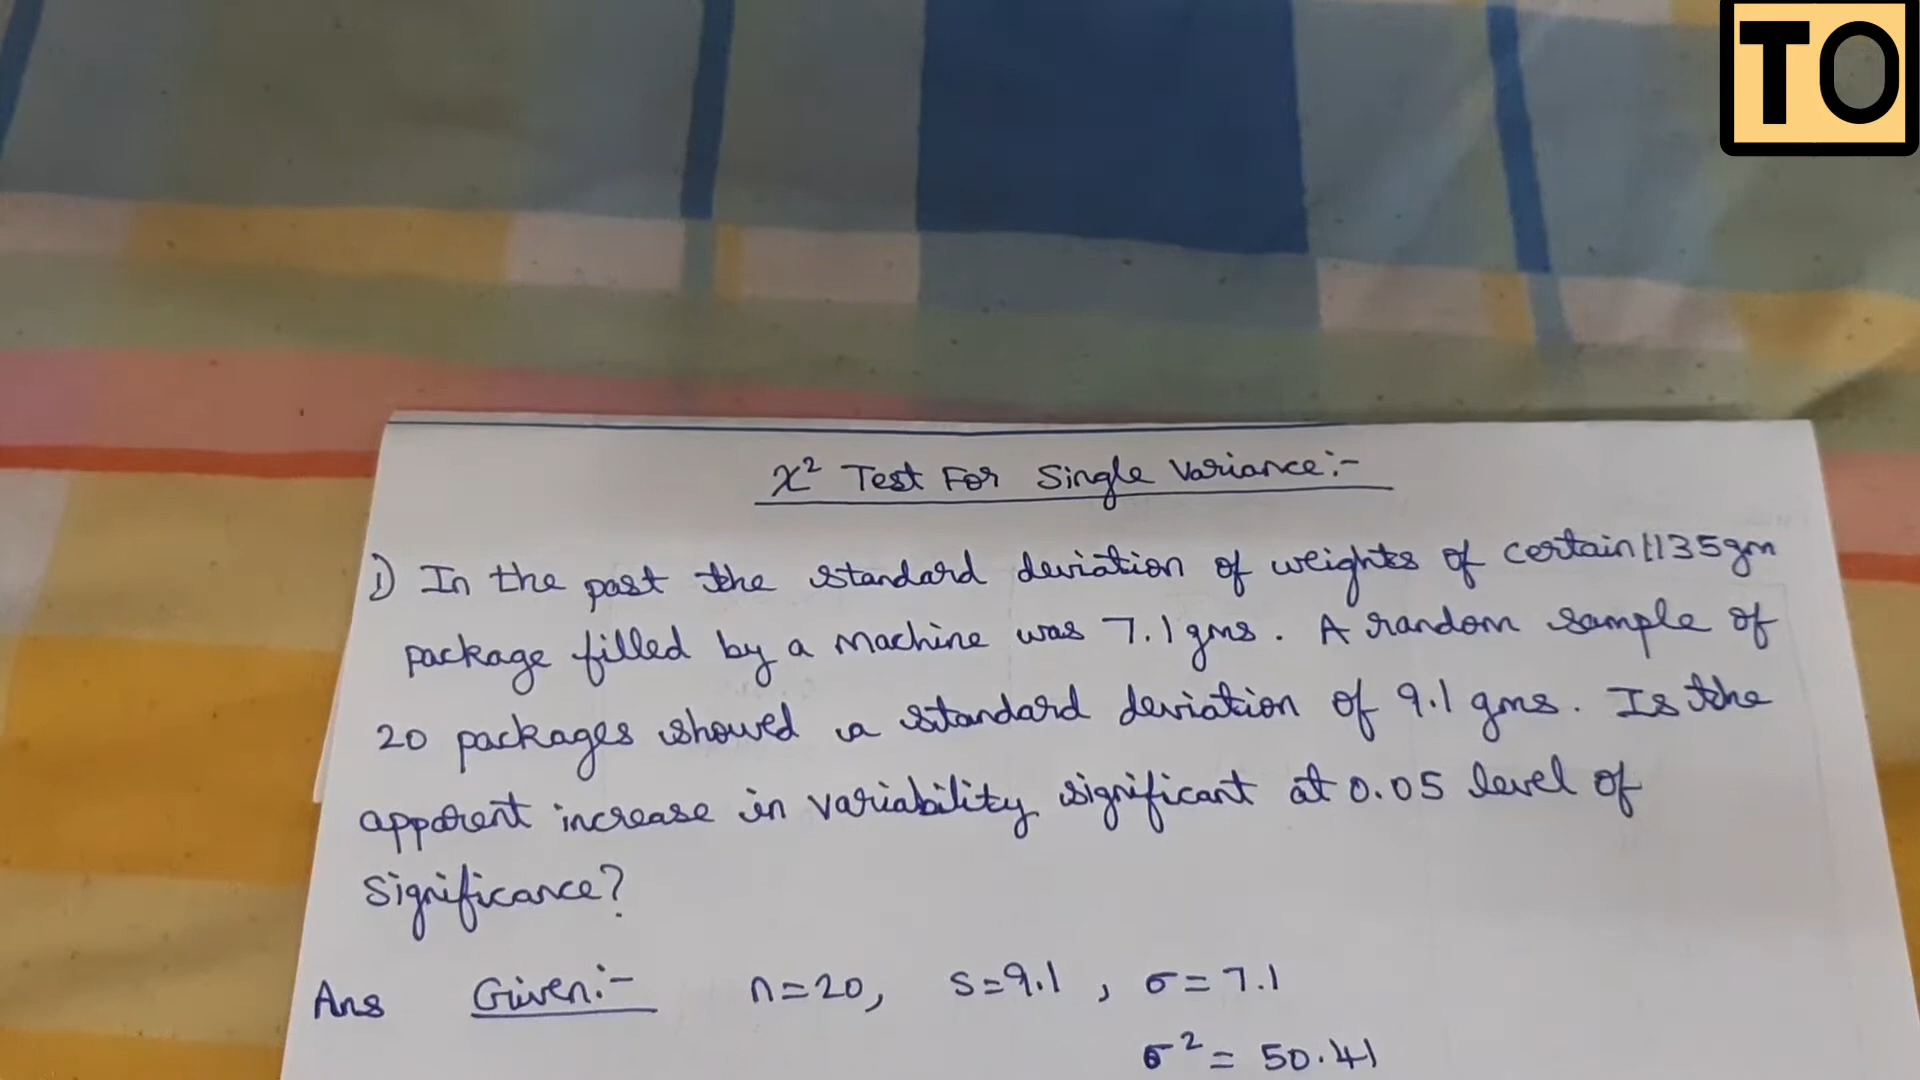 TO
χ² Test For Single Variance:-
1) In the past the standard deviation of weights of certain 1135gm
package filled by a machine was 7.1 gms. A random sample of
20 packages showed a standard deviation of 9.1 gms. Is the
apparent increase in variability significant at 0.05 level of
significance?
Ans Given:- n=20, s=9.1, σ=7.1
σ² = 50.41